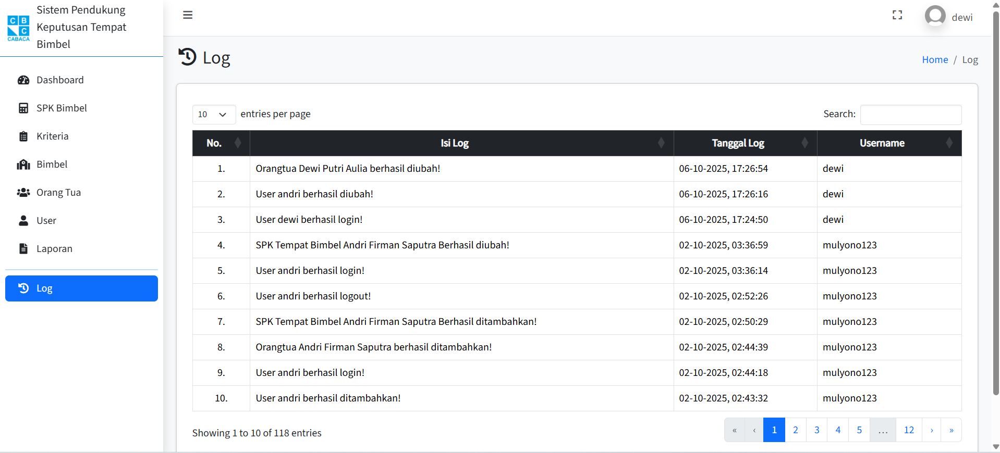 Sistem Pendukung
Keputusan Tempat
Bimbel
C B
C
CABACA
dewi
Dashboard
SPK Bimbel
Kriteria
Bimbel
Orang Tua
User
Laporan
Log
Log
Home / Log
10 entries per page
Search:
No. Isi Log Tanggal Log Username
1. Orangtua Dewi Putri Aulia berhasil diubah! 06-10-2025, 17:26:54 dewi
2. User andri berhasil diubah! 06-10-2025, 17:26:16 dewi
3. User dewi berhasil login! 06-10-2025, 17:24:50 dewi
4. SPK Tempat Bimbel Andri Firman Saputra Berhasil diubah! 02-10-2025, 03:36:59 mulyono123
5. User andri berhasil login! 02-10-2025, 03:36:14 mulyono123
6. User andri berhasil logout! 02-10-2025, 02:52:26 mulyono123
7. SPK Tempat Bimbel Andri Firman Saputra Berhasil ditambahkan! 02-10-2025, 02:50:29 mulyono123
8. Orangtua Andri Firman Saputra berhasil ditambahkan! 02-10-2025, 02:44:39 mulyono123
9. User andri berhasil login! 02-10-2025, 02:44:18 mulyono123
10. User andri berhasil ditambahkan! 02-10-2025, 02:43:32 mulyono123
Showing 1 to 10 of 118 entries
« ‹ 1 2 3 4 5 … 12 › »